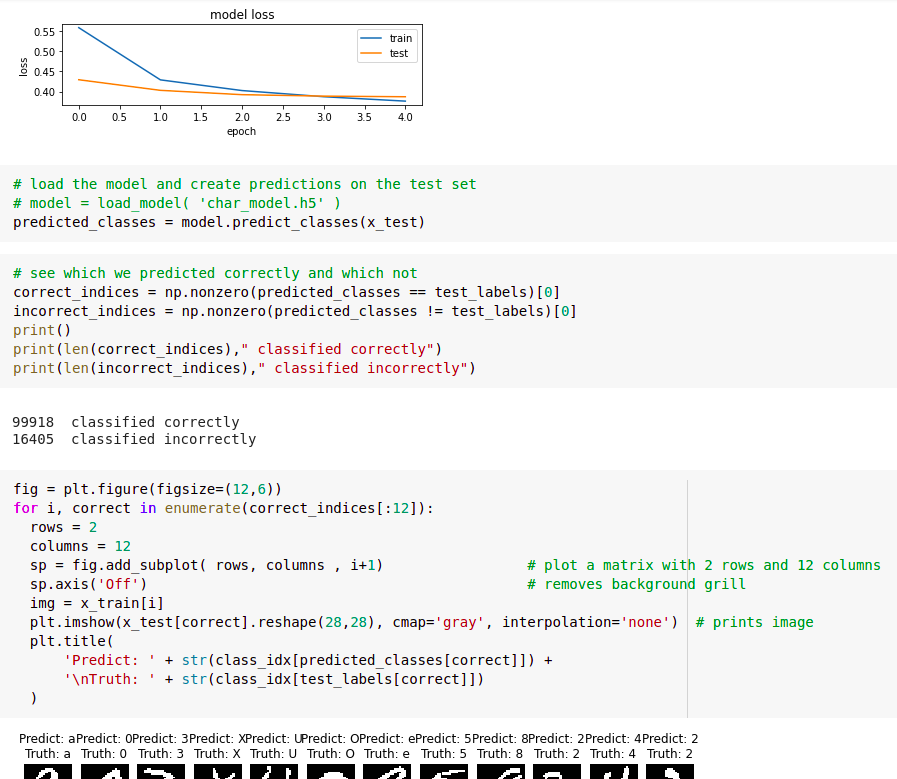 model loss
0.55
0.50
0.45
0.40
loss
train
test
0.0 0.5 1.0 1.5 2.0 2.5 3.0 3.5 4.0
epoch
# load the model and create predictions on the test set
# model = load_model( 'char_model.h5' )
predicted_classes = model.predict_classes(x_test)
# see which we predicted correctly and which not
correct_indices = np.nonzero(predicted_classes == test_labels)[0]
incorrect_indices = np.nonzero(predicted_classes != test_labels)[0]
print()
print(len(correct_indices)," classified correctly")
print(len(incorrect_indices)," classified incorrectly")
99918  classified correctly
16405  classified incorrectly
fig = plt.figure(figsize=(12,6))
for i, correct in enumerate(correct_indices[:12]):
  rows = 2
  columns = 12
  sp = fig.add_subplot( rows, columns , i+1)                 # plot a matrix with 2 rows and 12 columns
  sp.axis('Off')                                             # removes background grill
  img = x_train[i]
  plt.imshow(x_test[correct].reshape(28,28), cmap='gray', interpolation='none')  # prints image
  plt.title(
      'Predict: ' + str(class_idx[predicted_classes[correct]]) +
      '\nTruth: ' + str(class_idx[test_labels[correct]])
  )
Predict: aPredict: 0Predict: 3Predict: XPredict: UPredict: OPredict: ePredict: 5Predict: 8Predict: 2Predict: 4Predict: 2
Truth: a Truth: 0 Truth: 3 Truth: X Truth: U Truth: O Truth: e Truth: 5 Truth: 8 Truth: 2 Truth: 4 Truth: 2